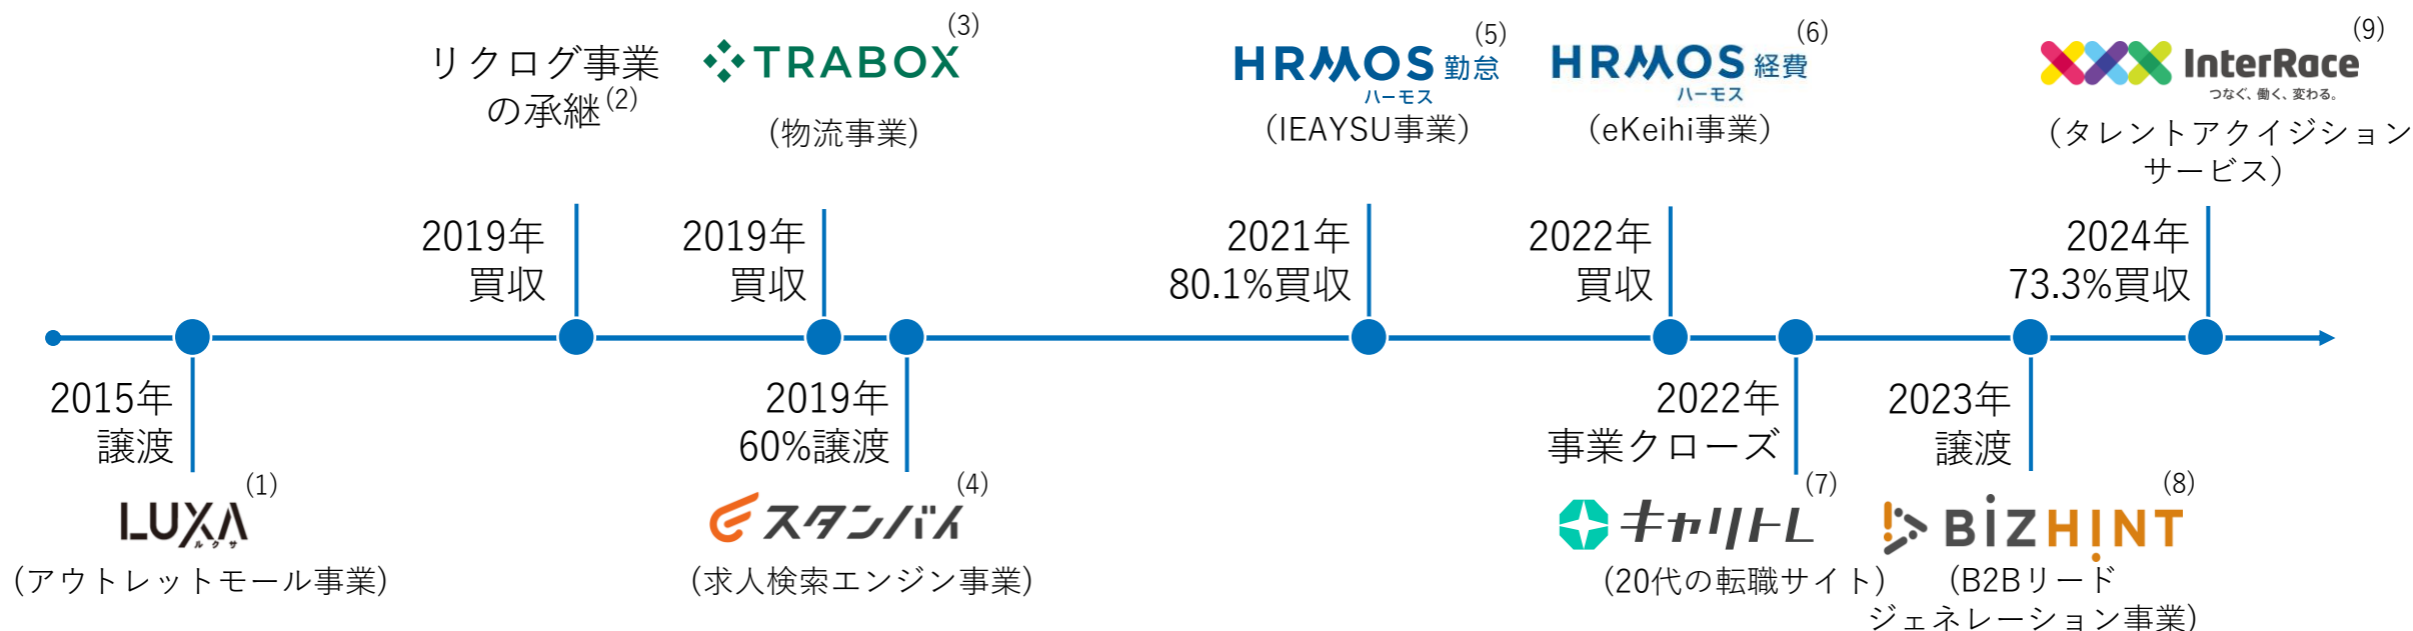 リクログ事業
の承継(2)
TRABOX(3)
(物流事業)
HRMOS勤怠(5)
ハーモス
(IEAYSU事業)
HRMOS経費(6)
ハーモス
(eKeihi事業)
InterRace(9)
つなぐ、働く、変わる。
(タレントアクイジション
サービス)
2019年
買収
2019年
買収
2021年
80.1%買収
2022年
買収
2024年
73.3%買収
2015年
譲渡
2019年
60%譲渡
2022年
事業クローズ
2023年
譲渡
LUXA(1)
ルクサ
(アウトレットモール事業)
スタンバイ(4)
(求人検索エンジン事業)
キャリトレ(7)
(20代の転職サイト)
BIZHINT(8)
(B2Bリード
ジェネレーション事業)